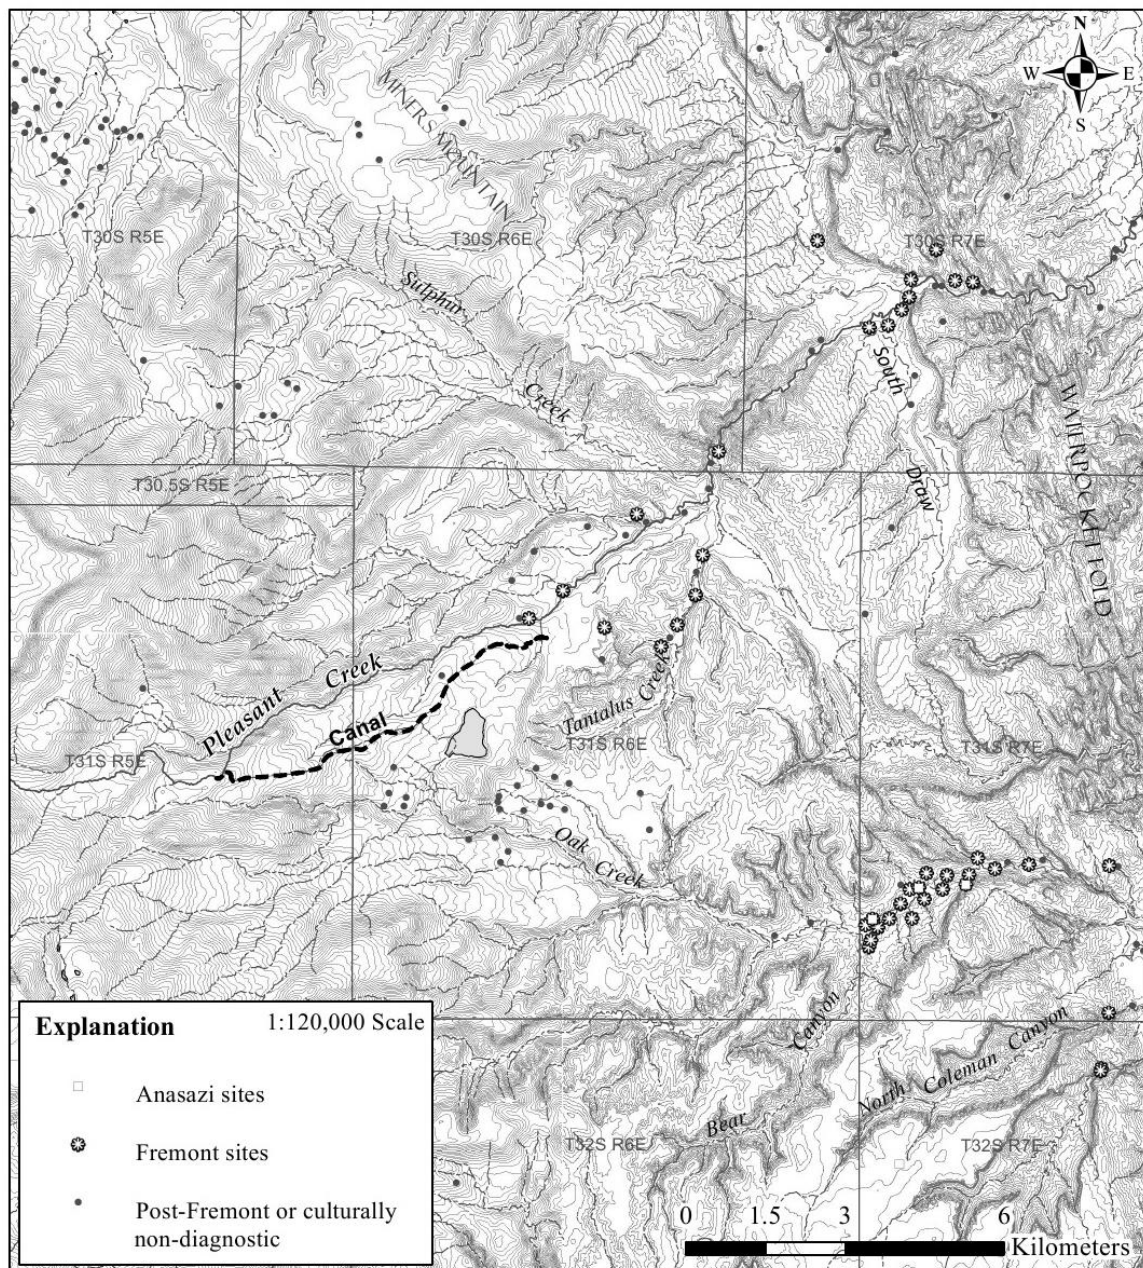 N
W E
S
MINERS MOUNTAIN
T30S R5E
T30S R6E
T30S R7E
Sulphur
Creek
South
Draw
WATERPOCKET FOLD
T30.5S R5E
Pleasant Creek
Canal
Tantalus Creek
T31S R5E
T31S R6E
T31S R7E
Oak Creek
Canyon
North Coleman Canyon
Bear
T32S R6E
T32S R7E
Explanation 1:120,000 Scale
Anasazi sites
Fremont sites
Post-Fremont or culturally
non-diagnostic
0 1.5 3 6
Kilometers